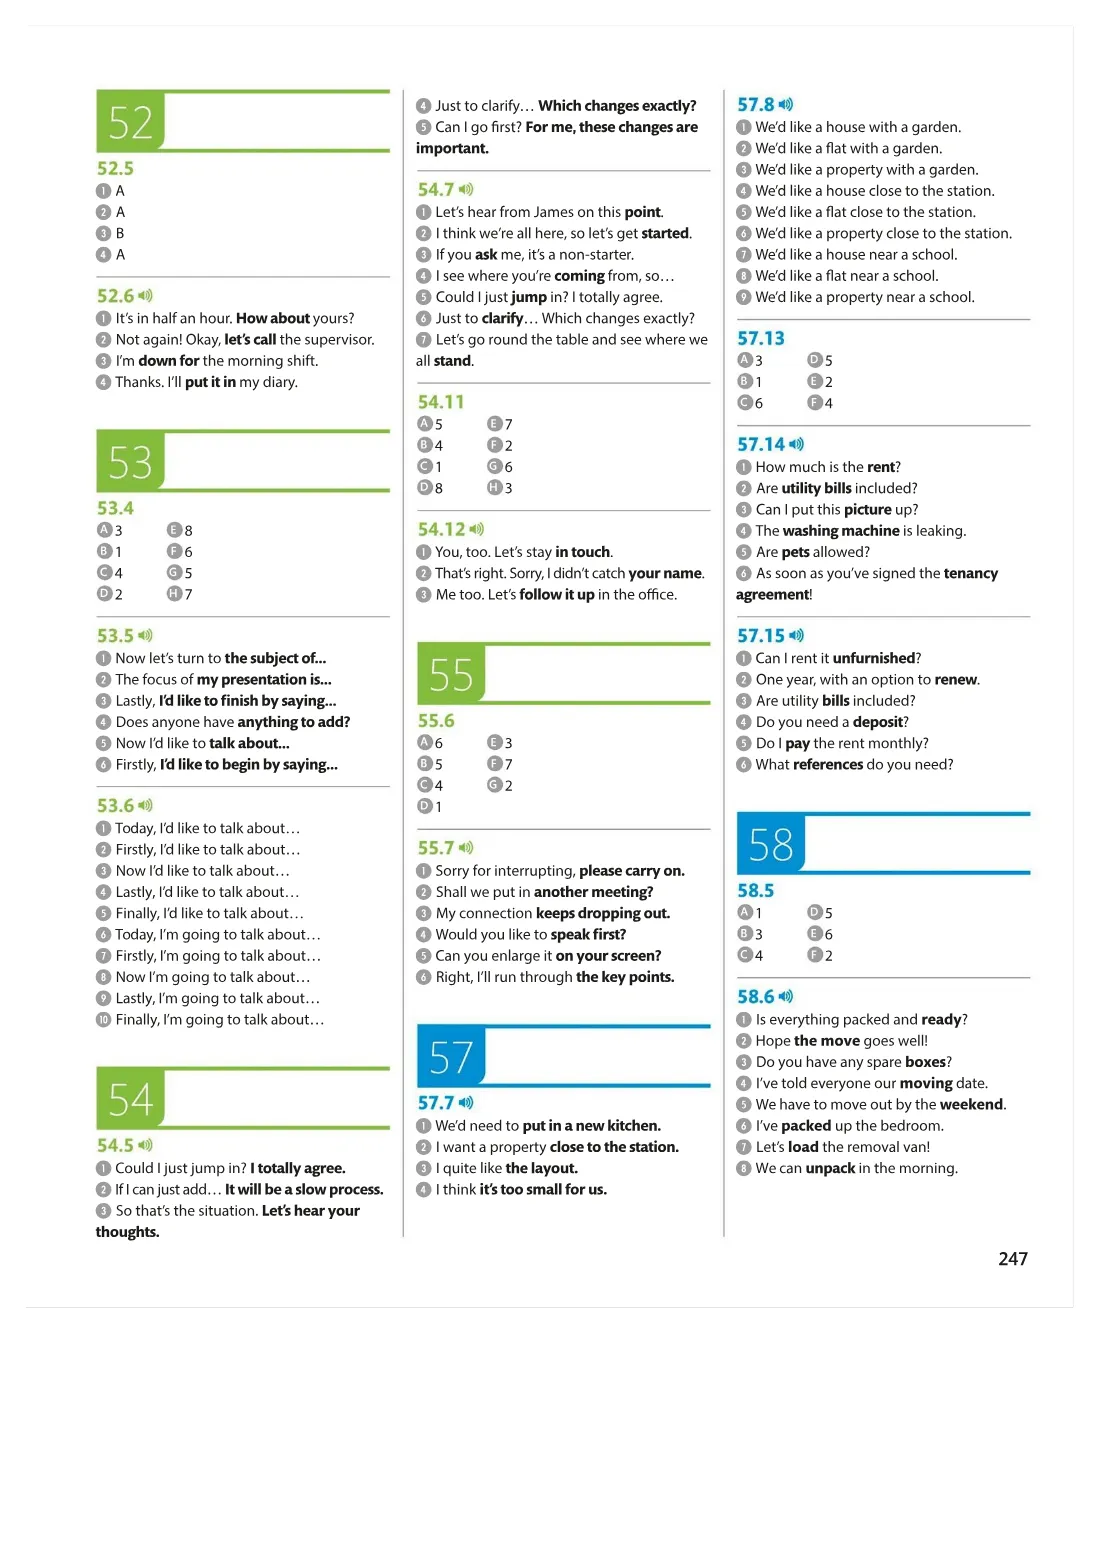 52
52.5
1 A
2 A
3 B
4 A
52.6
1 It's in half an hour. How about yours?
2 Not again! Okay, let's call the supervisor.
3 I'm down for the morning shift.
4 Thanks. I'll put it in my diary.
53
53.4
A 3 E 8
B 1 F 6
C 4 G 5
D 2 H 7
53.5
1 Now let's turn to the subject of...
2 The focus of my presentation is...
3 Lastly, I'd like to finish by saying...
4 Does anyone have anything to add?
5 Now I'd like to talk about...
6 Firstly, I'd like to begin by saying...
53.6
1 Today, I'd like to talk about…
2 Firstly, I'd like to talk about…
3 Now I'd like to talk about…
4 Lastly, I'd like to talk about…
5 Finally, I'd like to talk about…
6 Today, I'm going to talk about…
7 Firstly, I'm going to talk about…
8 Now I'm going to talk about…
9 Lastly, I'm going to talk about…
10 Finally, I'm going to talk about…
54
54.5
1 Could I just jump in? I totally agree.
2 If I can just add… It will be a slow process.
3 So that's the situation. Let's hear your
thoughts.
4 Just to clarify… Which changes exactly?
5 Can I go first? For me, these changes are
important.
54.7
1 Let's hear from James on this point.
2 I think we're all here, so let's get started.
3 If you ask me, it's a non-starter.
4 I see where you're coming from, so…
5 Could I just jump in? I totally agree.
6 Just to clarify… Which changes exactly?
7 Let's go round the table and see where we
all stand.
54.11
A 5 E 7
B 4 F 2
C 1 G 6
D 8 H 3
54.12
1 You, too. Let's stay in touch.
2 That's right. Sorry, I didn't catch your name.
3 Me too. Let's follow it up in the office.
55
55.6
A 6 E 3
B 5 F 7
C 4 G 2
D 1
55.7
1 Sorry for interrupting, please carry on.
2 Shall we put in another meeting?
3 My connection keeps dropping out.
4 Would you like to speak first?
5 Can you enlarge it on your screen?
6 Right, I'll run through the key points.
57
57.7
1 We'd need to put in a new kitchen.
2 I want a property close to the station.
3 I quite like the layout.
4 I think it's too small for us.
57.8
1 We'd like a house with a garden.
2 We'd like a flat with a garden.
3 We'd like a property with a garden.
4 We'd like a house close to the station.
5 We'd like a flat close to the station.
6 We'd like a property close to the station.
7 We'd like a house near a school.
8 We'd like a flat near a school.
9 We'd like a property near a school.
57.13
A 3 D 5
B 1 E 2
C 6 F 4
57.14
1 How much is the rent?
2 Are utility bills included?
3 Can I put this picture up?
4 The washing machine is leaking.
5 Are pets allowed?
6 As soon as you've signed the tenancy
agreement!
57.15
1 Can I rent it unfurnished?
2 One year, with an option to renew.
3 Are utility bills included?
4 Do you need a deposit?
5 Do I pay the rent monthly?
6 What references do you need?
58
58.5
A 1 D 5
B 3 E 6
C 4 F 2
58.6
1 Is everything packed and ready?
2 Hope the move goes well!
3 Do you have any spare boxes?
4 I've told everyone our moving date.
5 We have to move out by the weekend.
6 I've packed up the bedroom.
7 Let's load the removal van!
8 We can unpack in the morning.
247